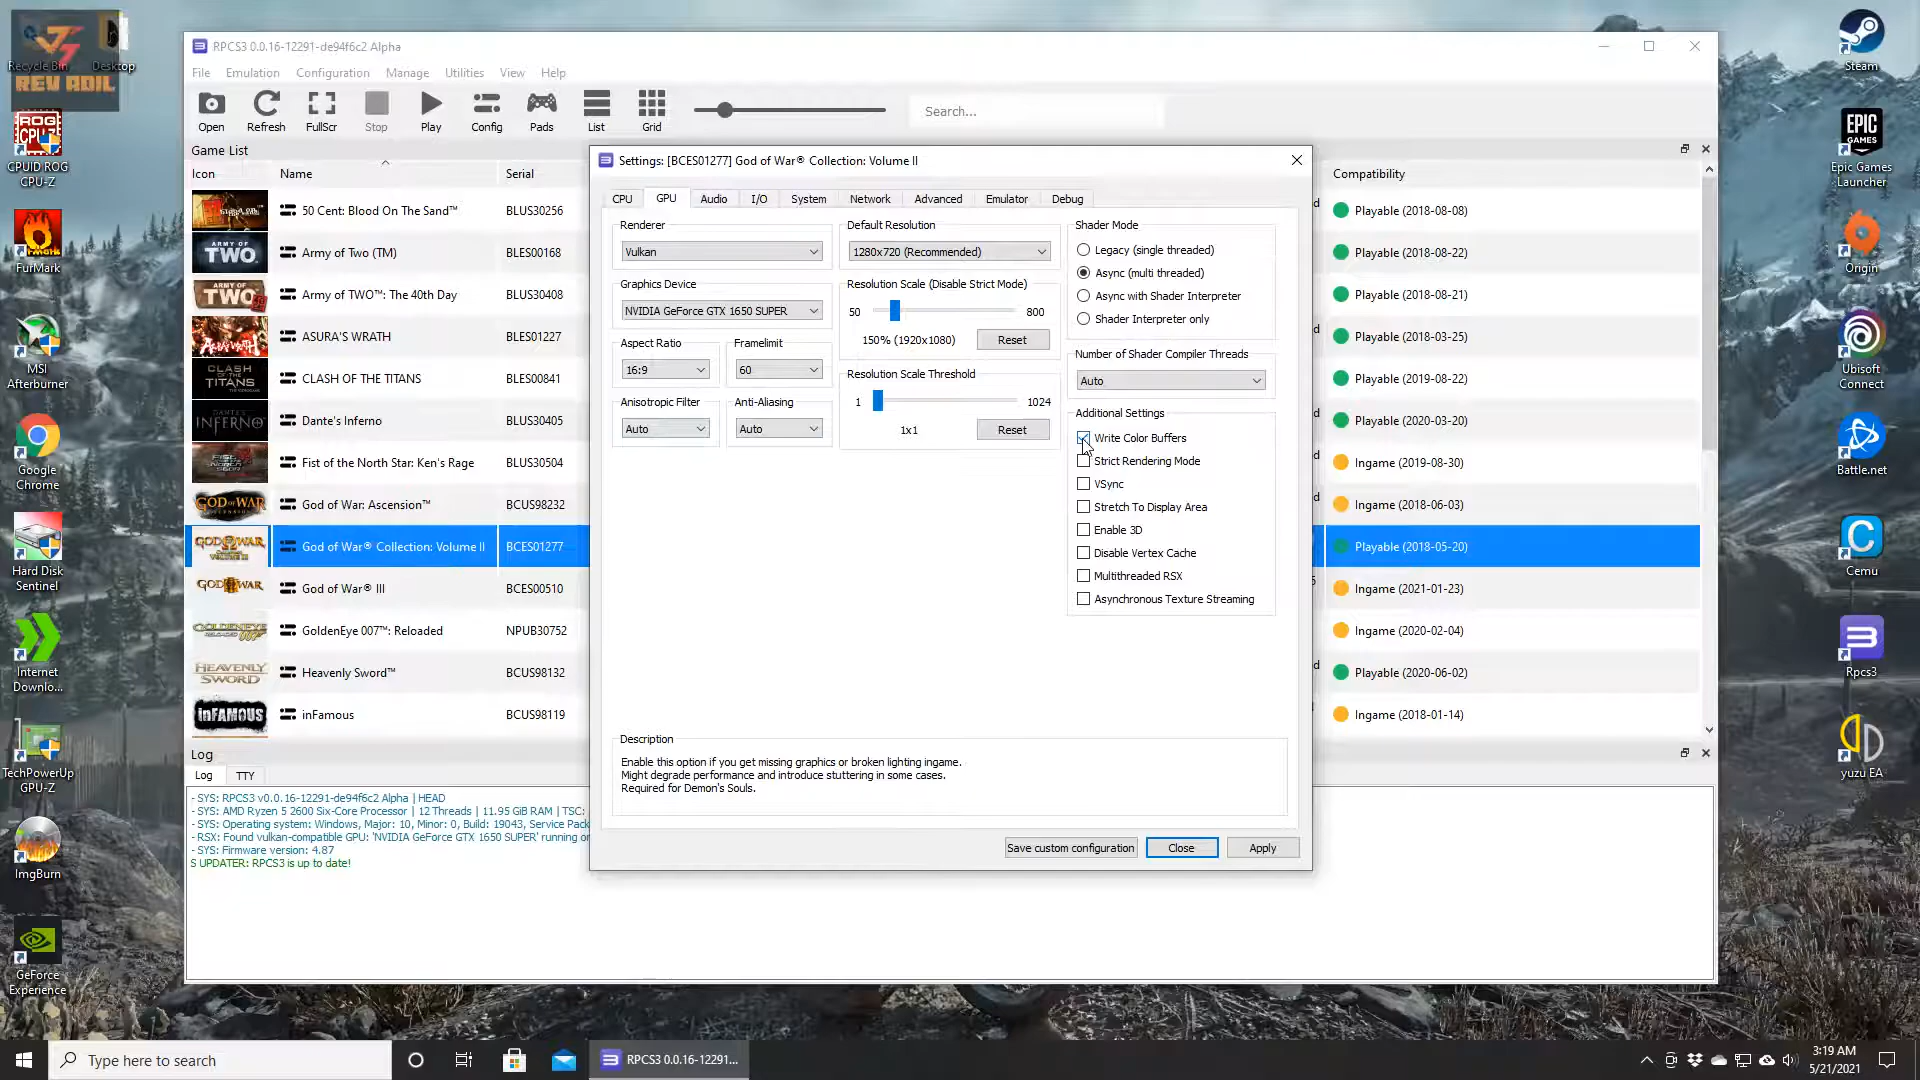 Recycle Bin
Desktop
REV ADIL
CPUID ROG
CPU-Z
FurMark
MSI
Afterburner
Google
Chrome
Hard Disk
Sentinel
Internet
Downlo...
TechPowerUp
GPU-Z
ImgBurn
GeForce
Experience
RPCS3 0.0.16-12291-de94f6c2 Alpha
File Emulation Configuration Manage Utilities View Help
Open Refresh FullScr Stop Play Config Pads List Grid
Search...
Game List
Icon Name Serial Compatibility
50 Cent: Blood On The Sand™ BLUS30256 Playable (2018-08-08)
Army of Two (TM) BLES00168 Playable (2018-08-22)
Army of TWO™: The 40th Day BLUS30408 Playable (2018-08-21)
ASURA'S WRATH BLES01227 Playable (2018-03-25)
CLASH OF THE TITANS BLES00841 Playable (2019-08-22)
Dante's Inferno BLUS30405 Playable (2020-03-20)
Fist of the North Star: Ken's Rage BLUS30504 Ingame (2019-08-30)
God of War: Ascension™ BCUS98232 Ingame (2018-06-03)
God of War® Collection: Volume II BCES01277 Playable (2018-05-20)
God of War® III BCES00510 Ingame (2021-01-23)
GoldenEye 007™: Reloaded NPUB30752 Ingame (2020-02-04)
Heavenly Sword™ BCUS98132 Playable (2020-06-02)
inFamous BCUS98119 Ingame (2018-01-14)
Settings: [BCES01277] God of War® Collection: Volume II
CPU GPU Audio I/O System Network Advanced Emulator Debug
Renderer
Vulkan
Graphics Device
NVIDIA GeForce GTX 1650 SUPER
Aspect Ratio
16:9
Framelimit
60
Anisotropic Filter
Auto
Anti-Aliasing
Auto
Default Resolution
1280x720 (Recommended)
Resolution Scale (Disable Strict Mode)
50 800
150% (1920x1080) Reset
Resolution Scale Threshold
1 1024
1x1 Reset
Shader Mode
Legacy (single threaded)
Async (multi threaded)
Async with Shader Interpreter
Shader Interpreter only
Number of Shader Compiler Threads
Auto
Additional Settings
Write Color Buffers
Strict Rendering Mode
VSync
Stretch To Display Area
Enable 3D
Disable Vertex Cache
Multithreaded RSX
Asynchronous Texture Streaming
Description
Enable this option if you get missing graphics or broken lighting ingame.
Might degrade performance and introduce stuttering in some cases.
Required for Demon's Souls.
Save custom configuration Close Apply
Log
Log TTY
- SYS: RPCS3 v0.0.16-12291-de94f6c2 Alpha | HEAD
- SYS: AMD Ryzen 5 2600 Six-Core Processor | 12 Threads | 11.95 GiB RAM | TSC:
- SYS: Operating system: Windows, Major: 10, Minor: 0, Build: 19043, Service Pack
- RSX: Found vulkan-compatible GPU: 'NVIDIA GeForce GTX 1650 SUPER' running on
- SYS: Firmware version: 4.87
S UPDATER: RPCS3 is up to date!
Steam
EPIC GAMES
Epic Games
Launcher
Origin
Ubisoft
Connect
Battle.net
Cemu
Rpcs3
yuzu EA
Type here to search
RPCS3 0.0.16-12291...
3:19 AM
5/21/2021